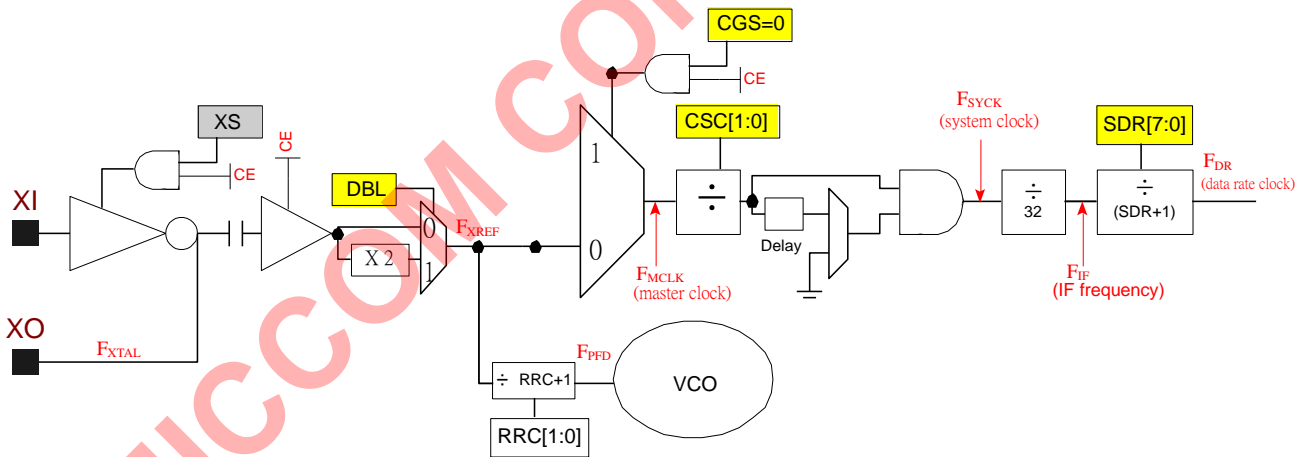 CGS=0
CE
XS
CE
CE
XI
DBL
0
X 2
1
FXREF
1
0
FMCLK
(master clock)
CSC[1:0]
÷
Delay
FSYCK
(system clock)
÷
32
SDR[7:0]
÷
(SDR+1)
FDR
(data rate clock)
FIF
(IF frequency)
XO
FXTAL
÷ RRC+1
FPFD
VCO
RRC[1:0]
MICCOM CO